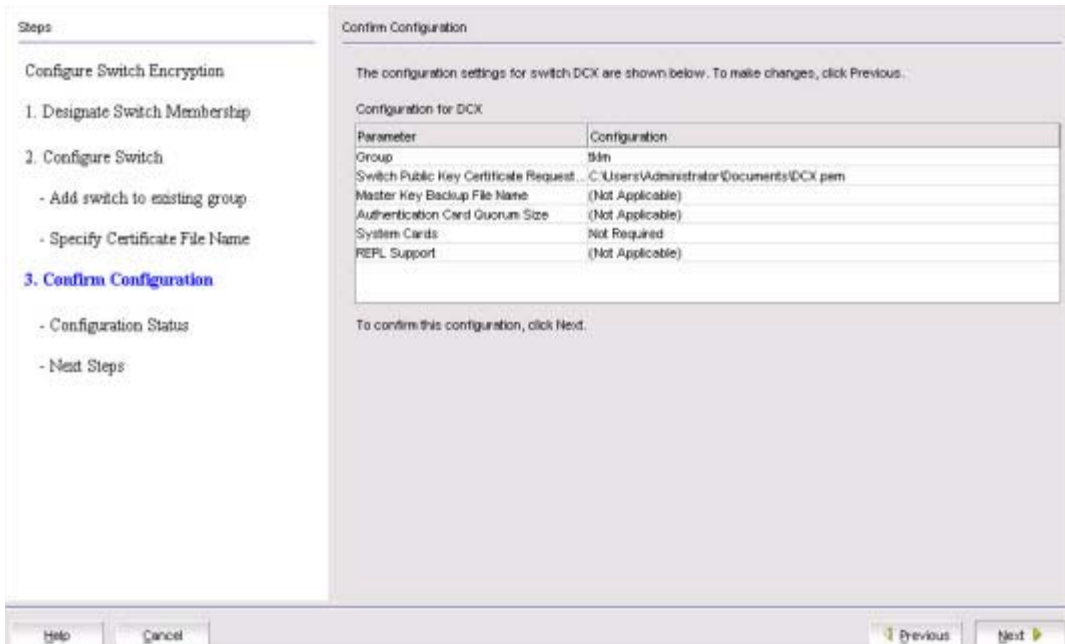 Steps
Configure Switch Encryption
1. Designate Switch Membership
2. Configure Switch
- Add switch to existing group
- Specify Certificate File Name
3. Confirm Configuration
- Configuration Status
- Next Steps
Confirm Configuration
The configuration settings for switch DCX are shown below. To make changes, click Previous.
Configuration for DCX
Parameter Configuration
Group tklm
Switch Public Key Certificate Request... C:\Users\Administrator\Documents\DCX.pem
Master Key Backup File Name (Not Applicable)
Authentication Card Quorum Size (Not Applicable)
System Cards Not Required
REPL Support (Not Applicable)
To confirm this configuration, click Next.
Help Cancel Previous Next